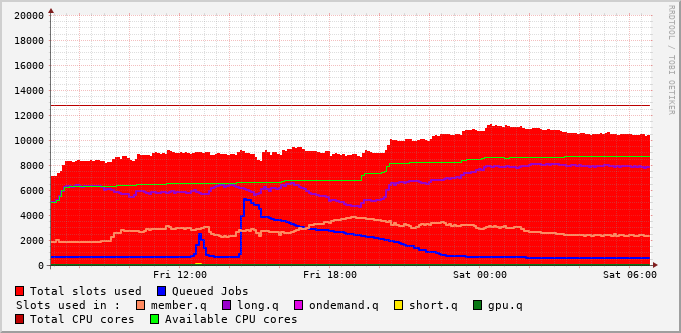 RRDTOOL / TOBI OETIKER
20000
18000
16000
14000
12000
10000
8000
6000
4000
2000
0
Fri 12:00 Fri 18:00 Sat 00:00 Sat 06:00
Total slots used Queued Jobs
Slots used in : member.q long.q ondemand.q short.q gpu.q
Total CPU cores Available CPU cores